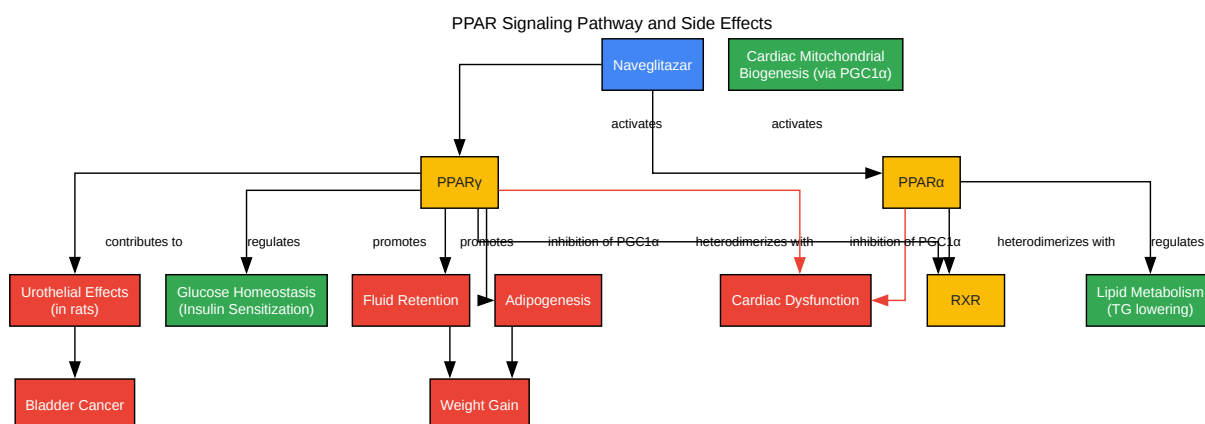 PPAR Signaling Pathway and Side Effects
Naveglitazar
Cardiac Mitochondrial
Biogenesis (via PGC1α)
activates
activates
PPARγ
PPARα
contributes to
regulates
promotes
promotes
inhibition of PGC1α
heterodimerizes with
inhibition of PGC1α
heterodimerizes with
regulates
Urothelial Effects
(in rats)
Glucose Homeostasis
(Insulin Sensitization)
Fluid Retention
Adipogenesis
Cardiac Dysfunction
RXR
Lipid Metabolism
(TG lowering)
Bladder Cancer
Weight Gain